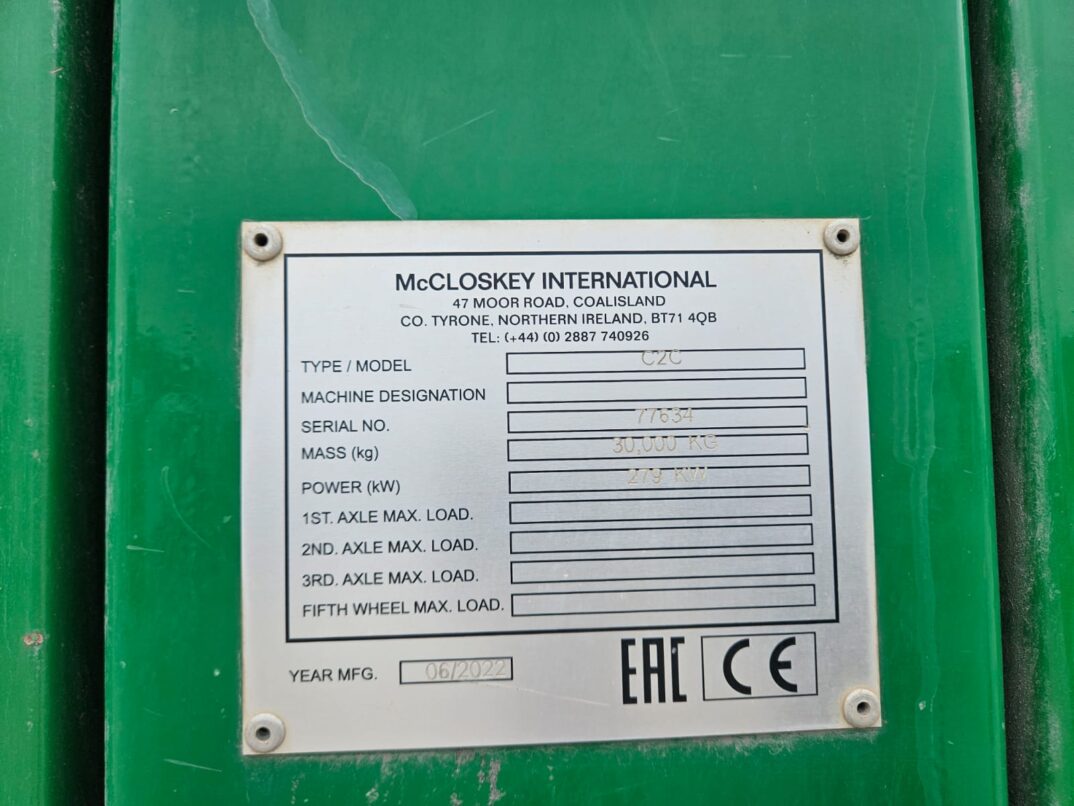 McCLOSKEY INTERNATIONAL
47 MOOR ROAD, COALISLAND
CO. TYRONE, NORTHERN IRELAND, BT71 4QB
TEL: (+44) (0) 2887 740926
TYPE / MODEL C2C
MACHINE DESIGNATION
SERIAL NO. 77634
MASS (kg) 30,000 KG
POWER (kW) 279 KW
1ST. AXLE MAX. LOAD.
2ND. AXLE MAX. LOAD.
3RD. AXLE MAX. LOAD.
FIFTH WHEEL MAX. LOAD.
YEAR MFG. 06/2022 EAC CE